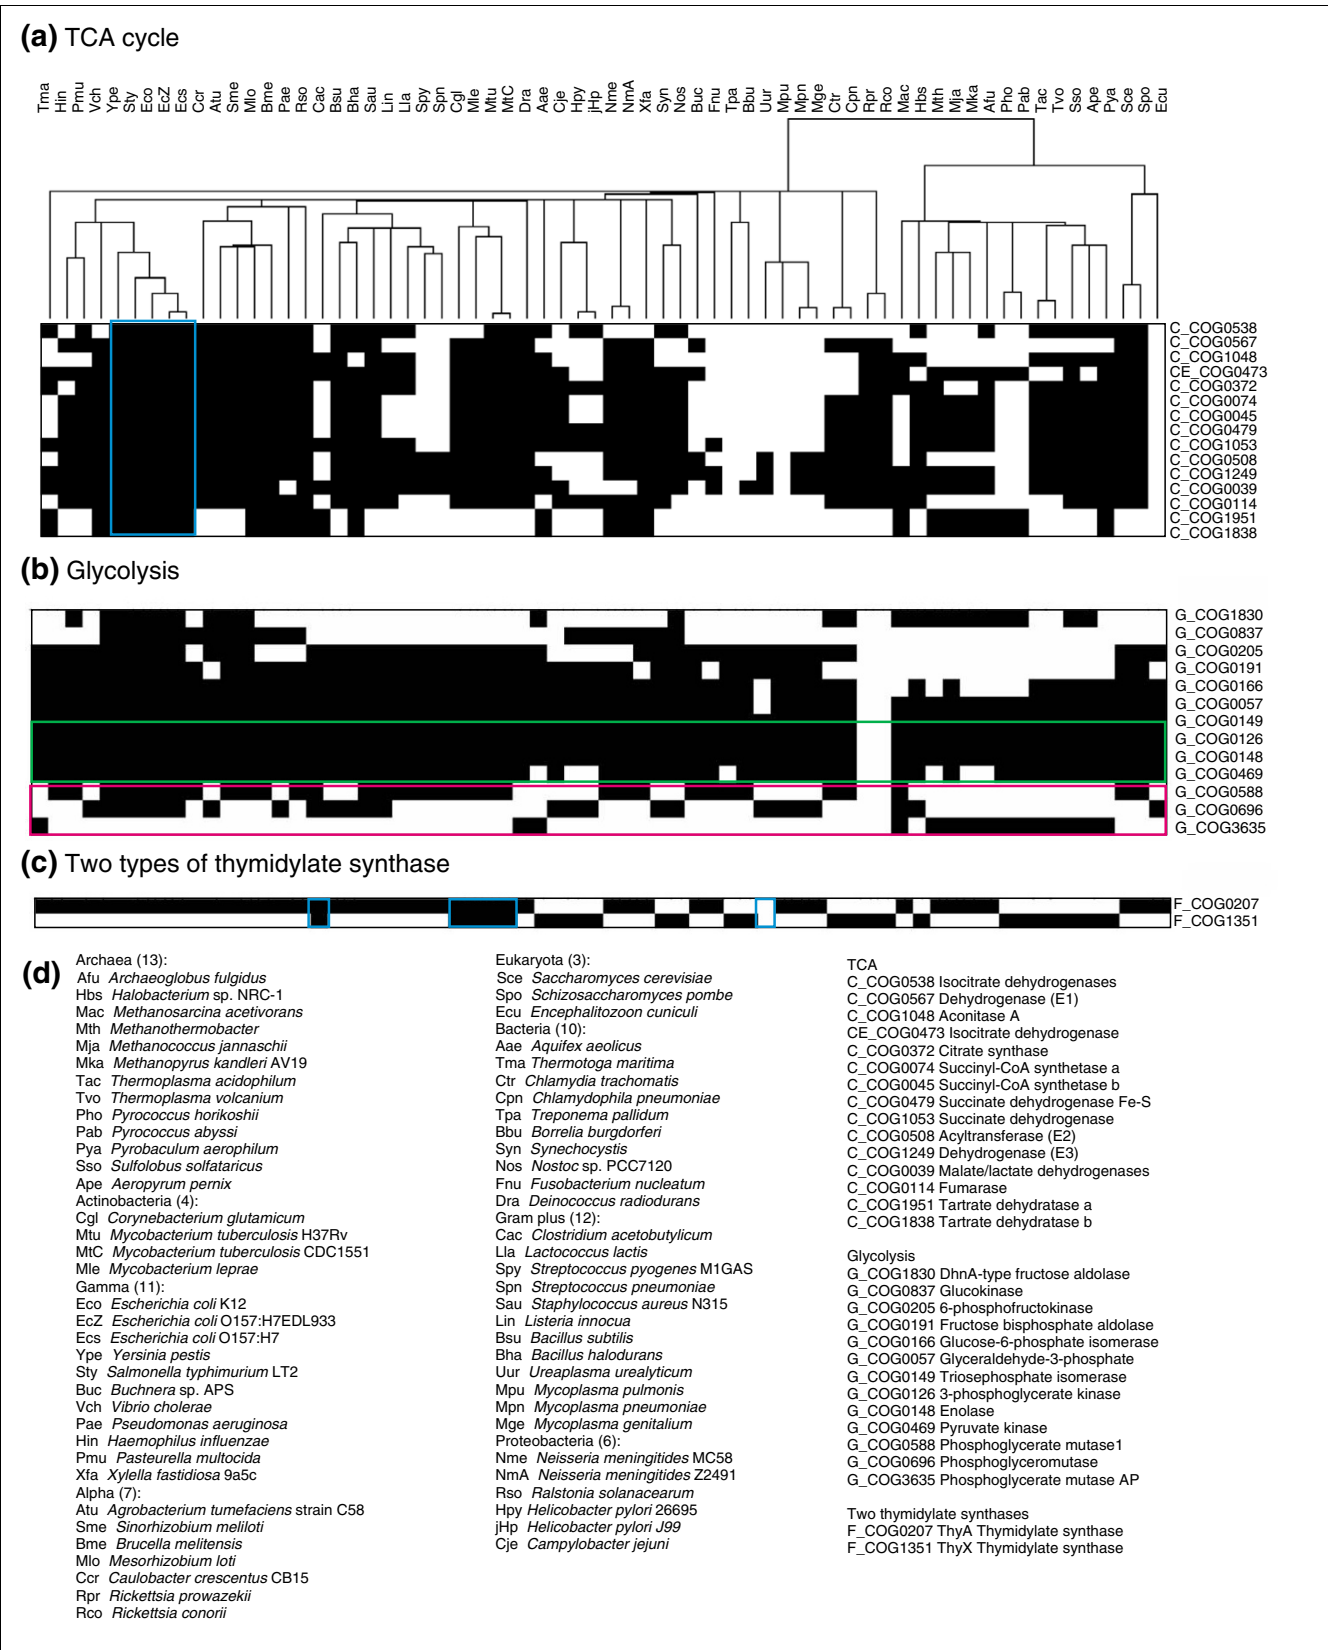 (a) TCA cycle
Tma Hin Pmu Vch Ype Sty Eco EcZ Ecs Ccr Atu Sme Mlo Bme Pae Rso Cac Bsu Bha Sau Lin Lla Spy Spn Cgl Mle Mtu MtC Dra Aae Cje Hpy jHp Nme NmA Xfa Syn Nos Buc Fnu Tpa Bbu Uur Mpu Mpn Mge Ctr Cpn Rpr Rco Mac Hbs Mth Mja Mka Afu Pho Pab Tac Tvo Sso Ape Pya Sce Spo Ecu
C_COG0538
C_COG0567
C_COG1048
CE_COG0473
C_COG0372
C_COG0074
C_COG0045
C_COG0479
C_COG1053
C_COG0508
C_COG1249
C_COG0039
C_COG0114
C_COG1951
C_COG1838
(b) Glycolysis
G_COG1830
G_COG0837
G_COG0205
G_COG0191
G_COG0166
G_COG0057
G_COG0149
G_COG0126
G_COG0148
G_COG0469
G_COG0588
G_COG0696
G_COG3635
(c) Two types of thymidylate synthase
F_COG0207
F_COG1351
(d)
Archaea (13):
Afu Archaeoglobus fulgidus
Hbs Halobacterium sp. NRC-1
Mac Methanosarcina acetivorans
Mth Methanothermobacter
Mja Methanococcus jannaschii
Mka Methanopyrus kandleri AV19
Tac Thermoplasma acidophilum
Tvo Thermoplasma volcanium
Pho Pyrococcus horikoshii
Pab Pyrococcus abyssi
Pya Pyrobaculum aerophilum
Sso Sulfolobus solfataricus
Ape Aeropyrum pernix
Actinobacteria (4):
Cgl Corynebacterium glutamicum
Mtu Mycobacterium tuberculosis H37Rv
MtC Mycobacterium tuberculosis CDC1551
Mle Mycobacterium leprae
Gamma (11):
Eco Escherichia coli K12
EcZ Escherichia coli O157:H7EDL933
Ecs Escherichia coli O157:H7
Ype Yersinia pestis
Sty Salmonella typhimurium LT2
Buc Buchnera sp. APS
Vch Vibrio cholerae
Pae Pseudomonas aeruginosa
Hin Haemophilus influenzae
Pmu Pasteurella multocida
Xfa Xylella fastidiosa 9a5c
Alpha (7):
Atu Agrobacterium tumefaciens strain C58
Sme Sinorhizobium meliloti
Bme Brucella melitensis
Mlo Mesorhizobium loti
Ccr Caulobacter crescentus CB15
Rpr Rickettsia prowazekii
Rco Rickettsia conorii
Eukaryota (3):
Sce Saccharomyces cerevisiae
Spo Schizosaccharomyces pombe
Ecu Encephalitozoon cuniculi
Bacteria (10):
Aae Aquifex aeolicus
Tma Thermotoga maritima
Ctr Chlamydia trachomatis
Cpn Chlamydophila pneumoniae
Tpa Treponema pallidum
Bbu Borrelia burgdorferi
Syn Synechocystis
Nos Nostoc sp. PCC7120
Fnu Fusobacterium nucleatum
Dra Deinococcus radiodurans
Gram plus (12):
Cac Clostridium acetobutylicum
Lla Lactococcus lactis
Spy Streptococcus pyogenes M1GAS
Spn Streptococcus pneumoniae
Sau Staphylococcus aureus N315
Lin Listeria innocua
Bsu Bacillus subtilis
Bha Bacillus halodurans
Uur Ureaplasma urealyticum
Mpu Mycoplasma pulmonis
Mpn Mycoplasma pneumoniae
Mge Mycoplasma genitalium
Proteobacteria (6):
Nme Neisseria meningitides MC58
NmA Neisseria meningitides Z2491
Rso Ralstonia solanacearum
Hpy Helicobacter pylori 26695
jHp Helicobacter pylori J99
Cje Campylobacter jejuni
TCA
C_COG0538 Isocitrate dehydrogenases
C_COG0567 Dehydrogenase (E1)
C_COG1048 Aconitase A
CE_COG0473 Isocitrate dehydrogenase
C_COG0372 Citrate synthase
C_COG0074 Succinyl-CoA synthetase a
C_COG0045 Succinyl-CoA synthetase b
C_COG0479 Succinate dehydrogenase Fe-S
C_COG1053 Succinate dehydrogenase
C_COG0508 Acyltransferase (E2)
C_COG1249 Dehydrogenase (E3)
C_COG0039 Malate/lactate dehydrogenases
C_COG0114 Fumarase
C_COG1951 Tartrate dehydratase a
C_COG1838 Tartrate dehydratase b
Glycolysis
G_COG1830 DhnA-type fructose aldolase
G_COG0837 Glucokinase
G_COG0205 6-phosphofructokinase
G_COG0191 Fructose bisphosphate aldolase
G_COG0166 Glucose-6-phosphate isomerase
G_COG0057 Glyceraldehyde-3-phosphate
G_COG0149 Triosephosphate isomerase
G_COG0126 3-phosphoglycerate kinase
G_COG0148 Enolase
G_COG0469 Pyruvate kinase
G_COG0588 Phosphoglycerate mutase1
G_COG0696 Phosphoglyceromutase
G_COG3635 Phosphoglycerate mutase AP
Two thymidylate synthases
F_COG0207 ThyA Thymidylate synthase
F_COG1351 ThyX Thymidylate synthase